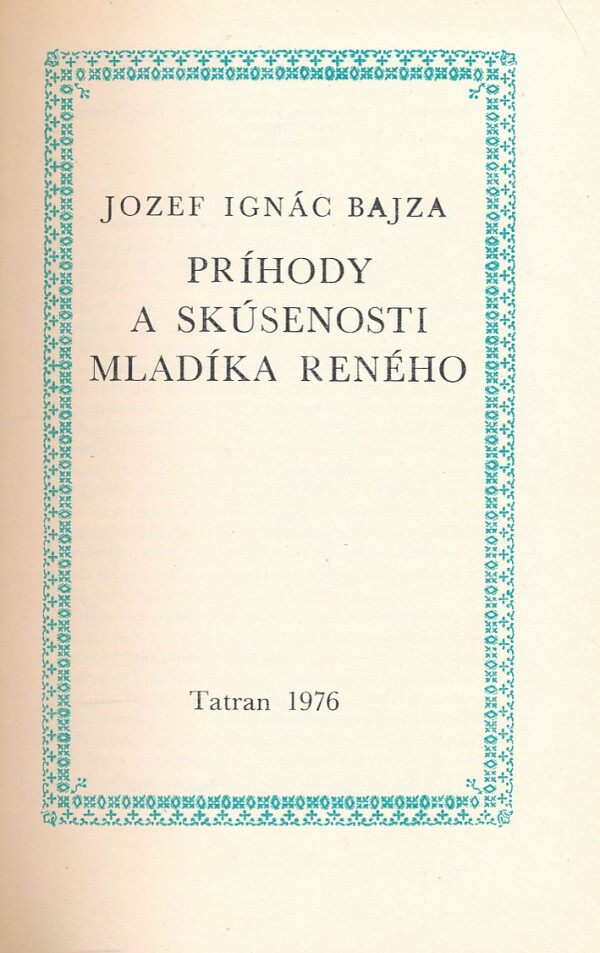 JOZEF IGNÁC BAJZA
PRÍHODY
A SKÚSENOSTI
MLADÍKA RENÉHO
Tatran 1976